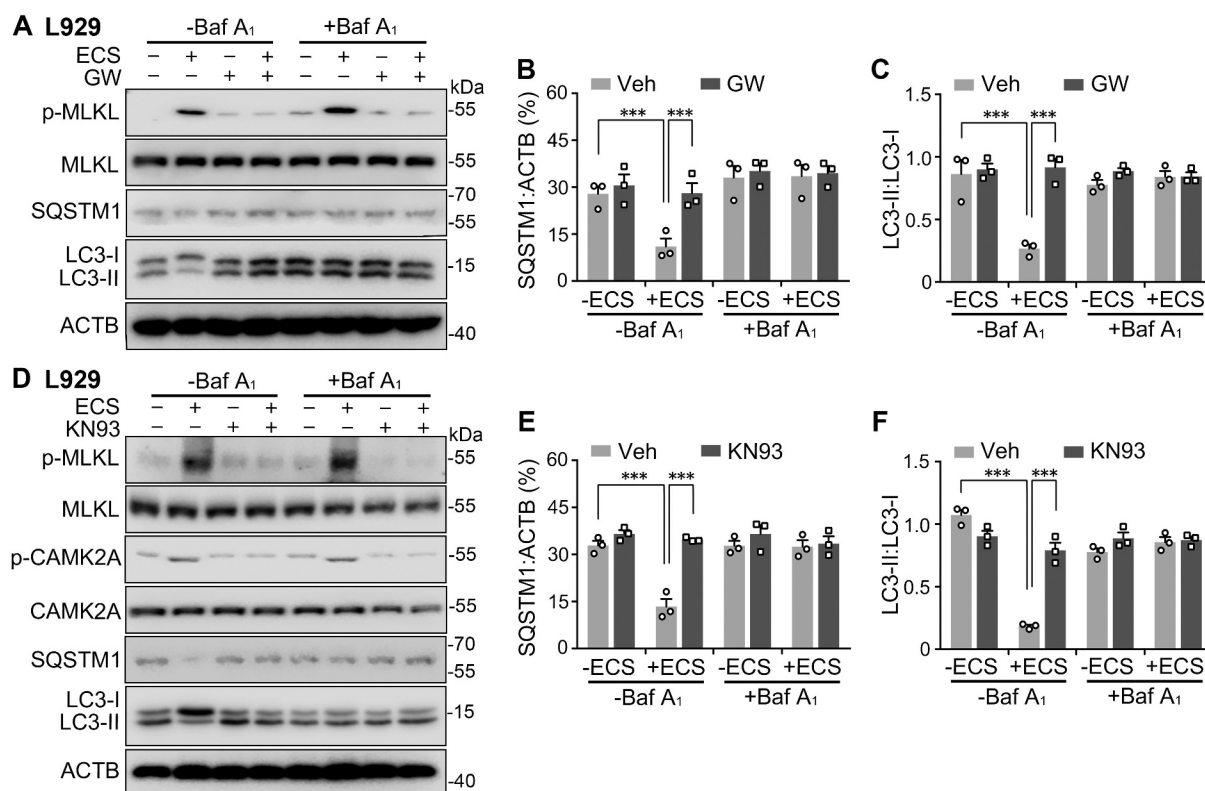 A L929
-Baf A₁ +Baf A₁
ECS – + – + – + – +
GW – – + + – – + +
kDa
p-MLKL -55
MLKL -55
SQSTM1 -70
-55
LC3-I
LC3-II -15
ACTB -40
B
Veh GW
SQSTM1:ACTB (%)
60
45
30
15
0
*** ***
-ECS +ECS -ECS +ECS
-Baf A₁ +Baf A₁
C
Veh GW
LC3-II:LC3-I
1.5
1.0
0.5
0
*** ***
-ECS +ECS -ECS +ECS
-Baf A₁ +Baf A₁
D L929
-Baf A₁ +Baf A₁
ECS – + – + – + – +
KN93 – – + + – – + +
kDa
p-MLKL -55
MLKL -55
p-CAMK2A -55
CAMK2A -55
SQSTM1 -70
-55
LC3-I -15
LC3-II
ACTB -40
E
Veh KN93
SQSTM1:ACTB (%)
60
45
30
15
0
*** ***
-ECS +ECS -ECS +ECS
-Baf A₁ +Baf A₁
F
Veh KN93
LC3-II:LC3-I
1.5
1.0
0.5
0
*** ***
-ECS +ECS -ECS +ECS
-Baf A₁ +Baf A₁